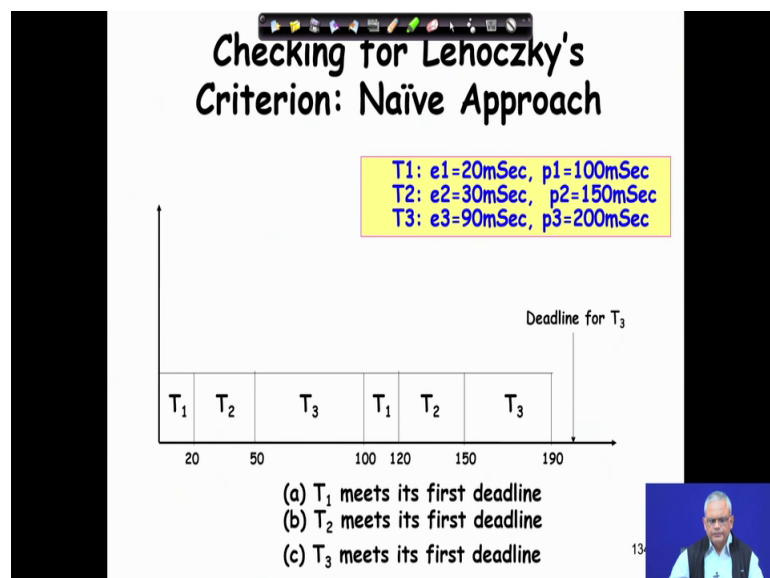 Checking for Lehoczky's
Criterion: Naïve Approach
T1: e1=20mSec, p1=100mSec
T2: e2=30mSec, p2=150mSec
T3: e3=90mSec, p3=200mSec
Deadline for T₃
T₁ T₂ T₃ T₁ T₂ T₃
20 50 100 120 150 190
(a) T₁ meets its first deadline
(b) T₂ meets its first deadline
(c) T₃ meets its first deadline